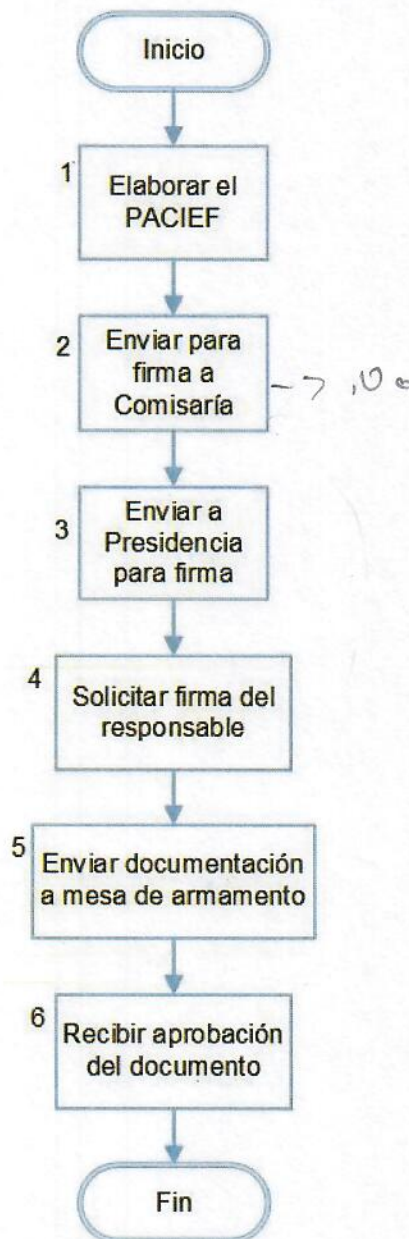 Inicio
1
Elaborar el
PACIEF
2
Enviar para
firma a
Comisaría
3
Enviar a
Presidencia
para firma
4
Solicitar firma del
responsable
5
Enviar documentación
a mesa de armamento
6
Recibir aprobación
del documento
Fin